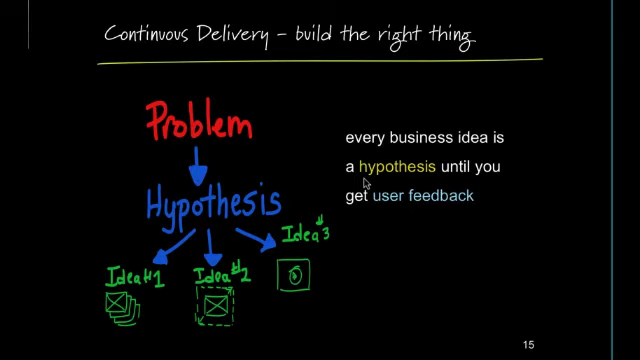 Continuous Delivery – build the right thing
Problem
Hypothesis
Idea #1
Idea #2
Idea #3
every business idea is
a hypothesis until you
get user feedback
15